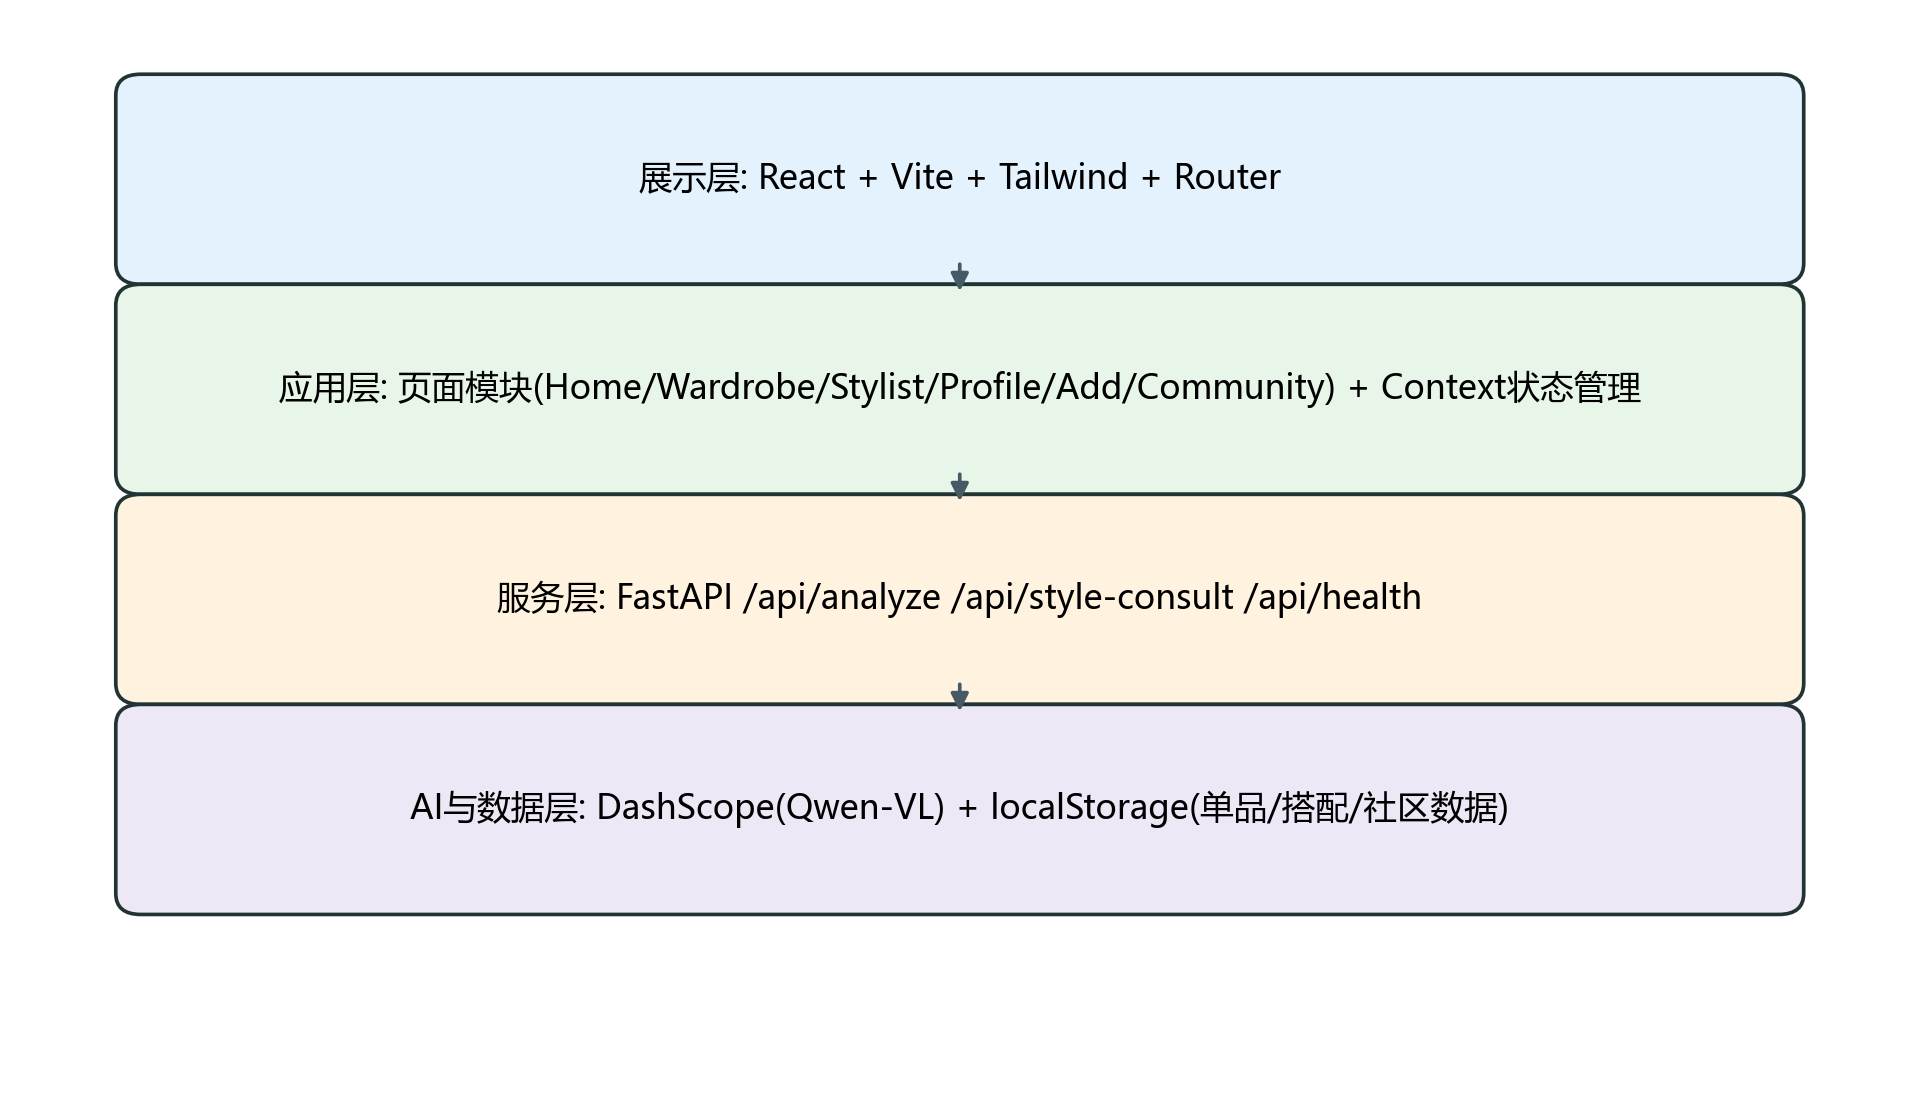 展示层: React + Vite + Tailwind + Router
应用层: 页面模块(Home/Wardrobe/Stylist/Profile/Add/Community) + Context状态管理
服务层: FastAPI /api/analyze /api/style-consult /api/health
AI与数据层: DashScope(Qwen-VL) + localStorage(单品/搭配/社区数据)